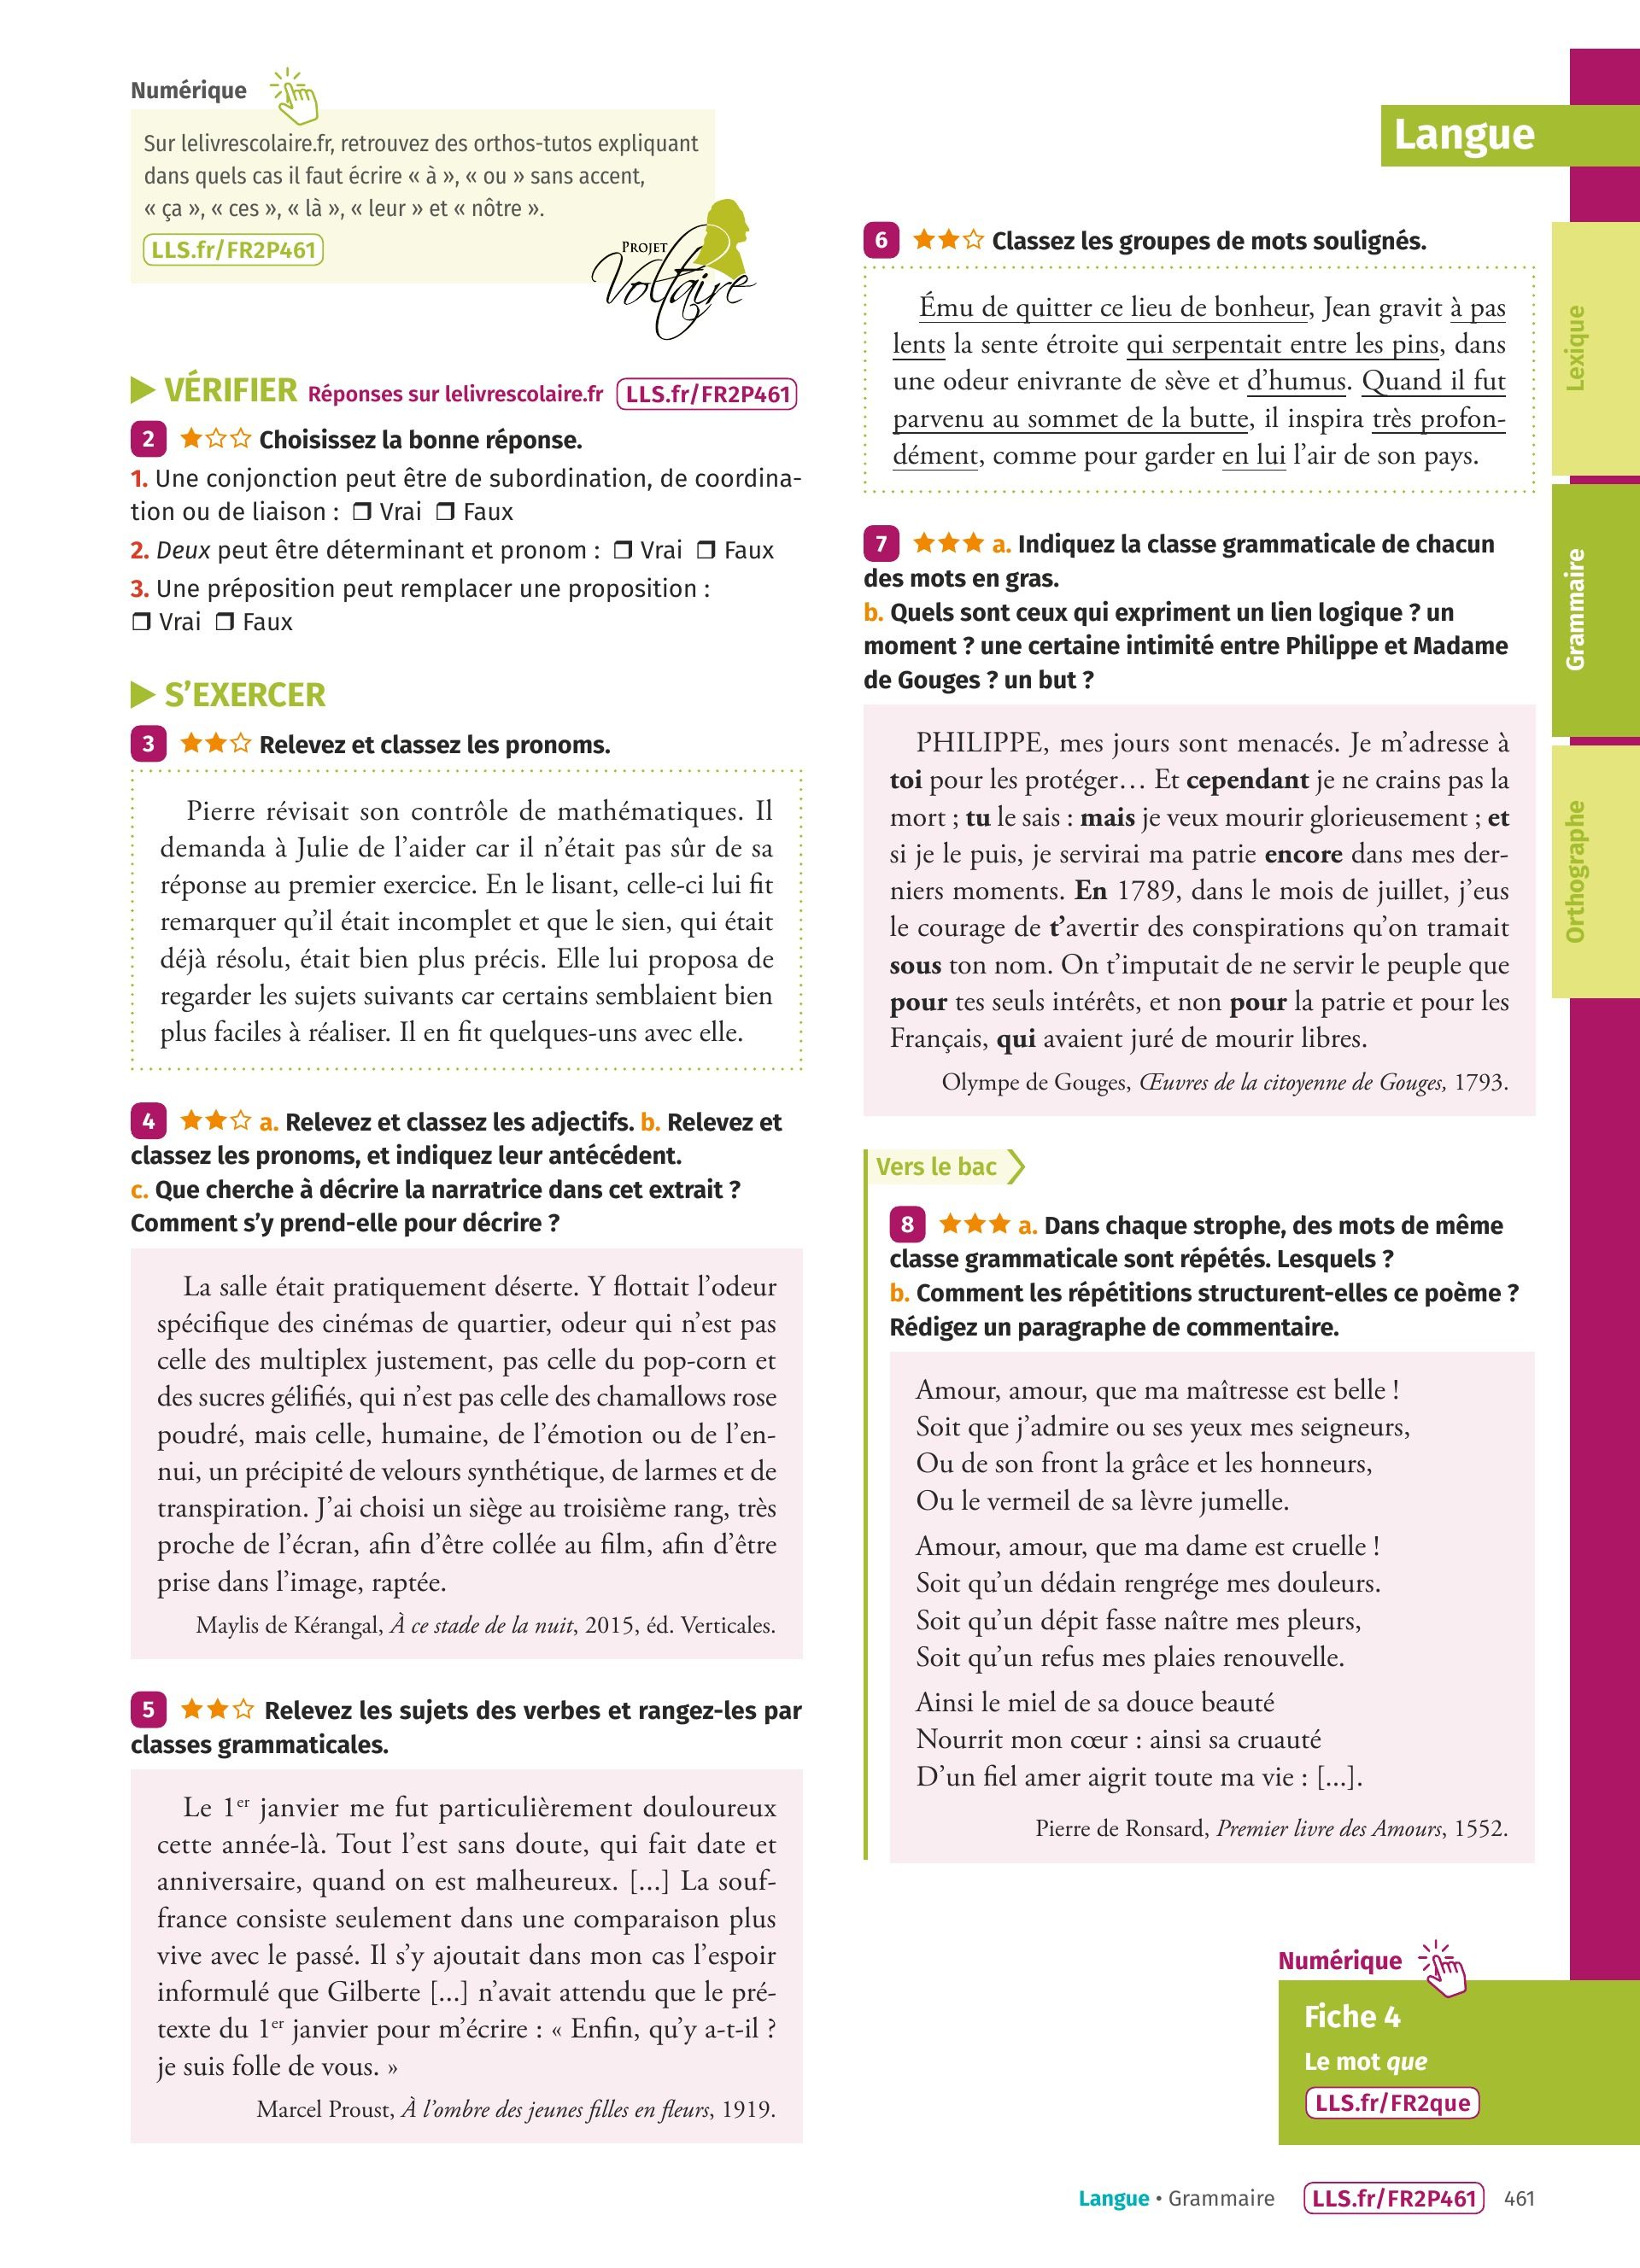 Numérique
Sur lelivrescolaire.fr, retrouvez des orthos-tutos expliquant
dans quels cas il faut écrire « à », « ou » sans accent,
« ça », « ces », « là », « leur » et « nôtre ».
LLS.fr/FR2P461
PROJET
Voltaire
VÉRIFIER Réponses sur lelivrescolaire.fr LLS.fr/FR2P461
2 ★☆☆ Choisissez la bonne réponse.
1. Une conjonction peut être de subordination, de coordina-
tion ou de liaison : ❒ Vrai ❒ Faux
2. Deux peut être déterminant et pronom : ❒ Vrai ❒ Faux
3. Une préposition peut remplacer une proposition :
❒ Vrai ❒ Faux
S'EXERCER
3 ★★☆ Relevez et classez les pronoms.
Pierre révisait son contrôle de mathématiques. Il
demanda à Julie de l'aider car il n'était pas sûr de sa
réponse au premier exercice. En le lisant, celle-ci lui fit
remarquer qu'il était incomplet et que le sien, qui était
déjà résolu, était bien plus précis. Elle lui proposa de
regarder les sujets suivants car certains semblaient bien
plus faciles à réaliser. Il en fit quelques-uns avec elle.
4 ★★☆ a. Relevez et classez les adjectifs. b. Relevez et
classez les pronoms, et indiquez leur antécédent.
c. Que cherche à décrire la narratrice dans cet extrait ?
Comment s'y prend-elle pour décrire ?
La salle était pratiquement déserte. Y flottait l'odeur
spécifique des cinémas de quartier, odeur qui n'est pas
celle des multiplex justement, pas celle du pop-corn et
des sucres gélifiés, qui n'est pas celle des chamallows rose
poudré, mais celle, humaine, de l'émotion ou de l'en-
nui, un précipité de velours synthétique, de larmes et de
transpiration. J'ai choisi un siège au troisième rang, très
proche de l'écran, afin d'être collée au film, afin d'être
prise dans l'image, raptée.
Maylis de Kérangal, À ce stade de la nuit, 2015, éd. Verticales.
5 ★★☆ Relevez les sujets des verbes et rangez-les par
classes grammaticales.
Le 1er janvier me fut particulièrement douloureux
cette année-là. Tout l'est sans doute, qui fait date et
anniversaire, quand on est malheureux. [...] La souf-
france consiste seulement dans une comparaison plus
vive avec le passé. Il s'y ajoutait dans mon cas l'espoir
informulé que Gilberte [...] n'avait attendu que le pré-
texte du 1er janvier pour m'écrire : « Enfin, qu'y a-t-il ?
je suis folle de vous. »
Marcel Proust, À l'ombre des jeunes filles en fleurs, 1919.
Langue
6 ★★☆ Classez les groupes de mots soulignés.
Ému de quitter ce lieu de bonheur, Jean gravit à pas
lents la sente étroite qui serpentait entre les pins, dans
une odeur enivrante de sève et d'humus. Quand il fut
parvenu au sommet de la butte, il inspira très profon-
dément, comme pour garder en lui l'air de son pays.
7 ★★★ a. Indiquez la classe grammaticale de chacun
des mots en gras.
b. Quels sont ceux qui expriment un lien logique ? un
moment ? une certaine intimité entre Philippe et Madame
de Gouges ? un but ?
PHILIPPE, mes jours sont menacés. Je m'adresse à
toi pour les protéger… Et cependant je ne crains pas la
mort ; tu le sais : mais je veux mourir glorieusement ; et
si je le puis, je servirai ma patrie encore dans mes der-
niers moments. En 1789, dans le mois de juillet, j'eus
le courage de t'avertir des conspirations qu'on tramait
sous ton nom. On t'imputait de ne servir le peuple que
pour tes seuls intérêts, et non pour la patrie et pour les
Français, qui avaient juré de mourir libres.
Olympe de Gouges, Œuvres de la citoyenne de Gouges, 1793.
Vers le bac
8 ★★★ a. Dans chaque strophe, des mots de même
classe grammaticale sont répétés. Lesquels ?
b. Comment les répétitions structurent-elles ce poème ?
Rédigez un paragraphe de commentaire.
Amour, amour, que ma maîtresse est belle !
Soit que j'admire ou ses yeux mes seigneurs,
Ou de son front la grâce et les honneurs,
Ou le vermeil de sa lèvre jumelle.
Amour, amour, que ma dame est cruelle !
Soit qu'un dédain rengrége mes douleurs.
Soit qu'un dépit fasse naître mes pleurs,
Soit qu'un refus mes plaies renouvelle.
Ainsi le miel de sa douce beauté
Nourrit mon cœur : ainsi sa cruauté
D'un fiel amer aigrit toute ma vie : [...].
Pierre de Ronsard, Premier livre des Amours, 1552.
Lexique
Grammaire
Orthographe
Numérique
Fiche 4
Le mot que
LLS.fr/FR2que
Langue • Grammaire LLS.fr/FR2P461 461